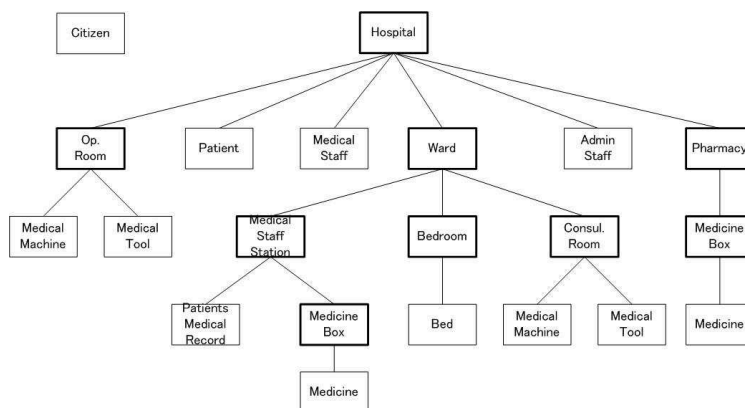 Citizen
Hospital
Op.
Room
Patient
Medical
Staff
Ward
Admin
Staff
Pharmacy
Medical
Machine
Medical
Tool
Medical
Staff
Station
Bedroom
Consul.
Room
Medicine
Box
Patients
Medical
Record
Medicine
Box
Bed
Medical
Machine
Medical
Tool
Medicine
Medicine